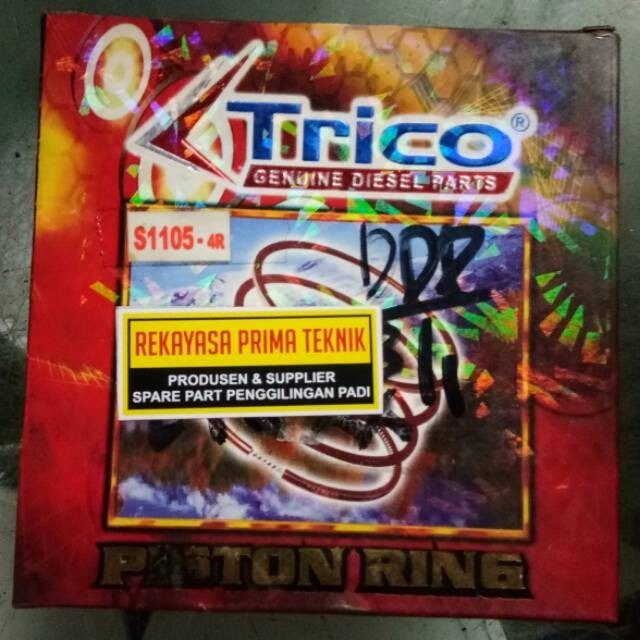 Trico®
GENUINE DIESEL PARTS
S1105-4R
REKAYASA PRIMA TEKNIK
PRODUSEN & SUPPLIER
SPARE PART PENGGILINGAN PADI
PISTON RING